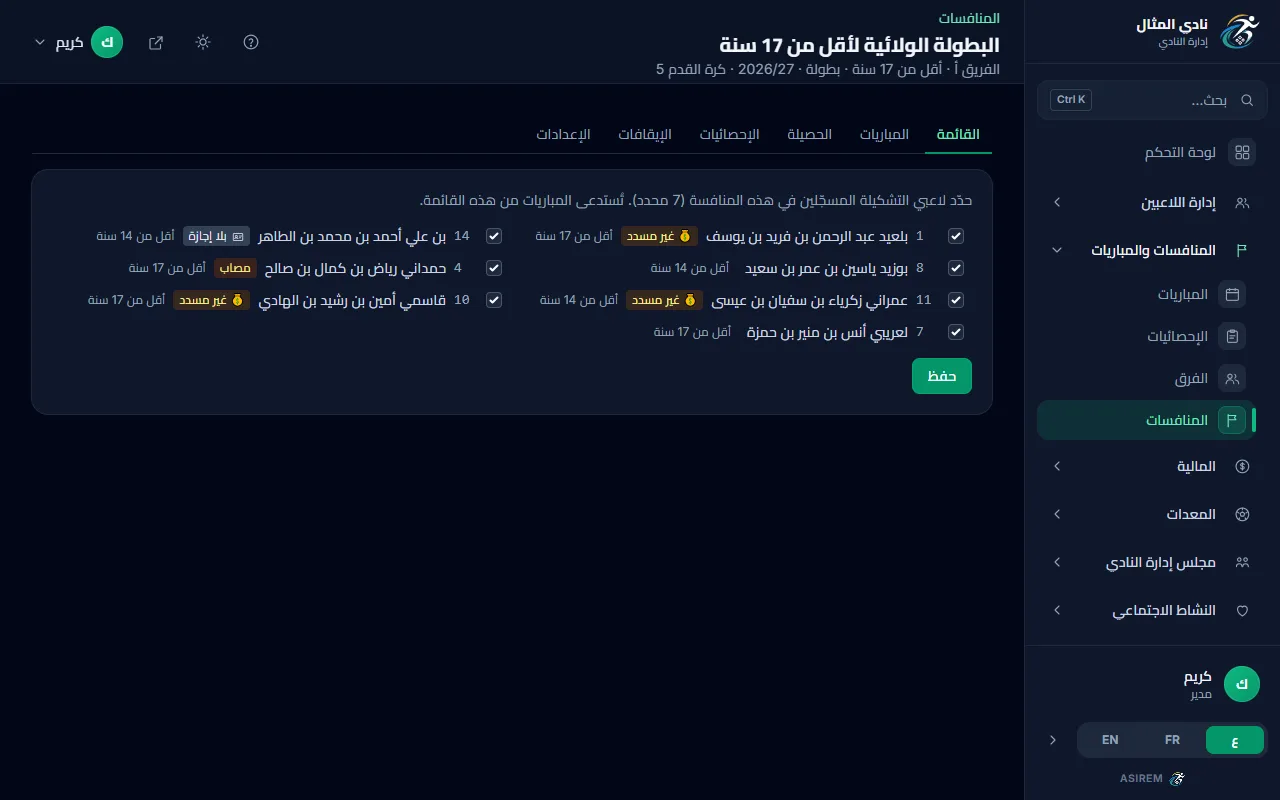 نادي المثال
إدارة النادي
بحث...
Ctrl K
لوحة التحكم
إدارة اللاعبين
المنافسات والمباريات
المباريات
الإحصائيات
الفرق
المنافسات
المالية
المعدات
مجلس إدارة النادي
النشاط الاجتماعي
ك
كريم
مدير
ع
FR
EN
ASIREM
المنافسات
البطولة الولائية لأقل من 17 سنة
الفريق أ · أقل من 17 سنة · بطولة · 2026/27 · كرة القدم 5
ك
كريم
القائمة
المباريات
الحصيلة
الإحصائيات
الإيقافات
الإعدادات
حدّد لاعبي التشكيلة المسجّلين في هذه المنافسة (7 محدد). تُستدعى المباريات من هذه القائمة.
1 بلعيد عبد الرحمن بن فريد بن يوسف غير مسدد أقل من 17 سنة
14 بن علي أحمد بن محمد بن الطاهر بلا إجازة أقل من 14 سنة
8 بوزيد ياسين بن عمر بن سعيد أقل من 14 سنة
4 حمداني رياض بن كمال بن صالح مصاب أقل من 17 سنة
11 عمراني زكرياء بن سفيان بن عيسى غير مسدد أقل من 14 سنة
10 قاسمي أمين بن رشيد بن الهادي غير مسدد أقل من 17 سنة
7 لعريبي أنس بن منير بن حمزة أقل من 17 سنة
حفظ